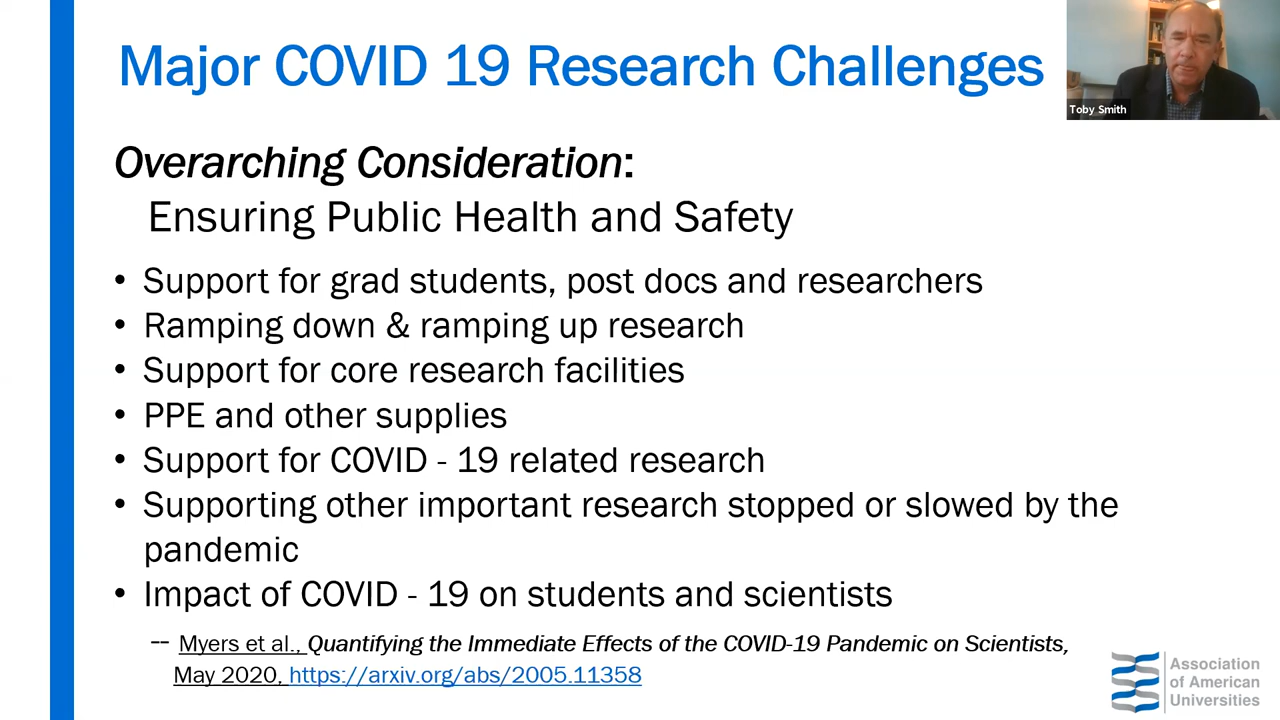 Major COVID 19 Research Challenges
Toby Smith
Overarching Consideration:
Ensuring Public Health and Safety
• Support for grad students, post docs and researchers
• Ramping down & ramping up research
• Support for core research facilities
• PPE and other supplies
• Support for COVID - 19 related research
• Supporting other important research stopped or slowed by the
pandemic
• Impact of COVID - 19 on students and scientists
-- Myers et al., Quantifying the Immediate Effects of the COVID-19 Pandemic on Scientists,
May 2020, https://arxiv.org/abs/2005.11358
Association
of American
Universities